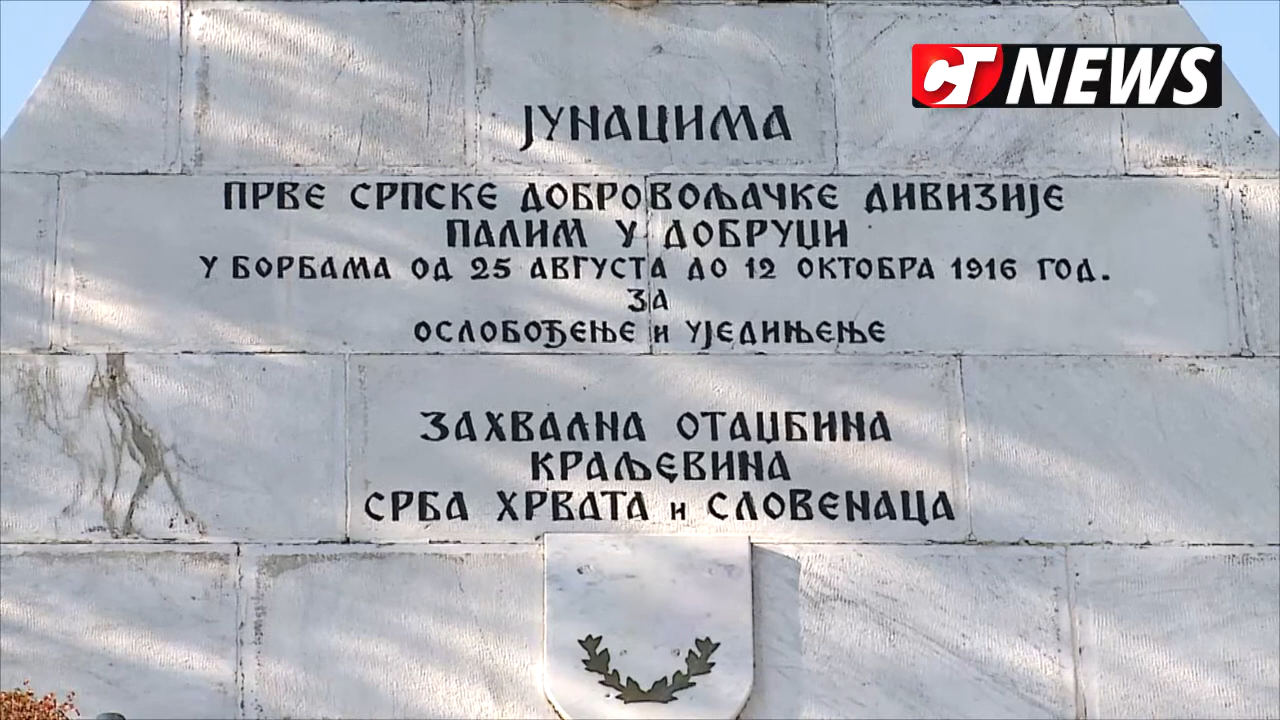 CT NEWS
ЈУНАЦИМА
ПРВЕ СРПСКЕ ДОБРОВОЉАЧКЕ ДИВИЗИЈЕ
ПАЛИМ У ДОБРУЏИ
У БОРБАМА ОД 25 АВГУСТА ДО 12 ОКТОБРА 1916 ГОД.
ЗА
ОСЛОБОЂЕЊЕ И УЈЕДИЊЕЊЕ
ЗАХВАЛНА ОТАЏБИНА
КРАЉЕВИНА
СРБА ХРВАТА И СЛОВЕНАЦА